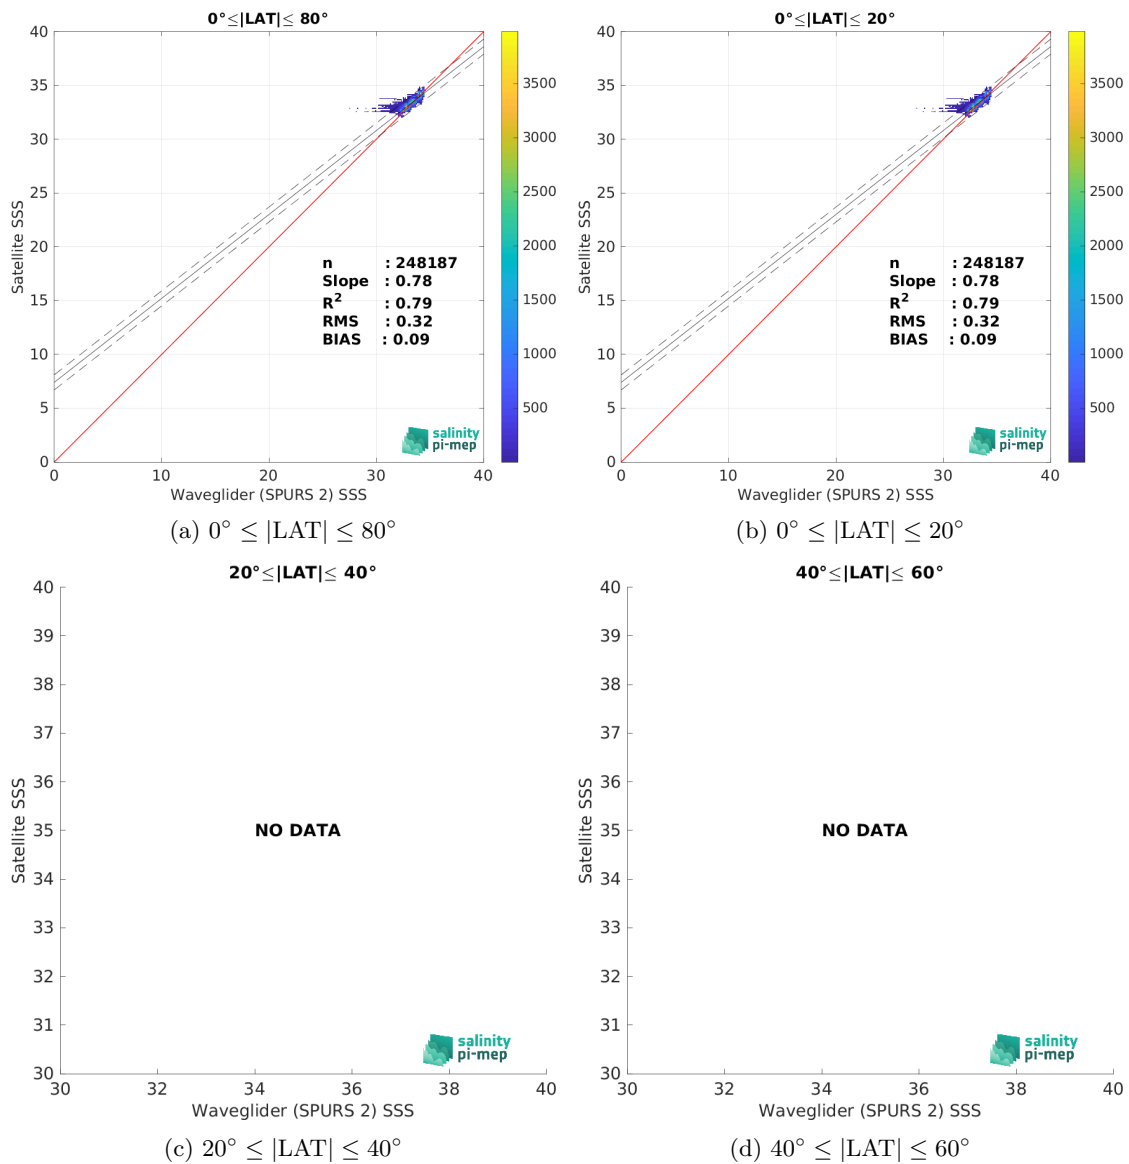 0°≤|LAT|≤ 80°
40
35
30
25
20
15
10
5
0
Satellite SSS
n : 248187
Slope : 0.78
R² : 0.79
RMS : 0.32
BIAS : 0.09
3500
3000
2500
2000
1500
1000
500
salinity
pi-mep
0 10 20 30 40
Waveglider (SPURS 2) SSS
(a) 0° ≤ |LAT| ≤ 80°
0°≤|LAT|≤ 20°
40
35
30
25
20
15
10
5
0
Satellite SSS
n : 248187
Slope : 0.78
R² : 0.79
RMS : 0.32
BIAS : 0.09
3500
3000
2500
2000
1500
1000
500
salinity
pi-mep
0 10 20 30 40
Waveglider (SPURS 2) SSS
(b) 0° ≤ |LAT| ≤ 20°
20°≤|LAT|≤ 40°
40
39
38
37
36
35
34
33
32
31
30
Satellite SSS
NO DATA
salinity
pi-mep
30 32 34 36 38 40
Waveglider (SPURS 2) SSS
(c) 20° ≤ |LAT| ≤ 40°
40°≤|LAT|≤ 60°
40
39
38
37
36
35
34
33
32
31
30
Satellite SSS
NO DATA
salinity
pi-mep
30 32 34 36 38 40
Waveglider (SPURS 2) SSS
(d) 40° ≤ |LAT| ≤ 60°